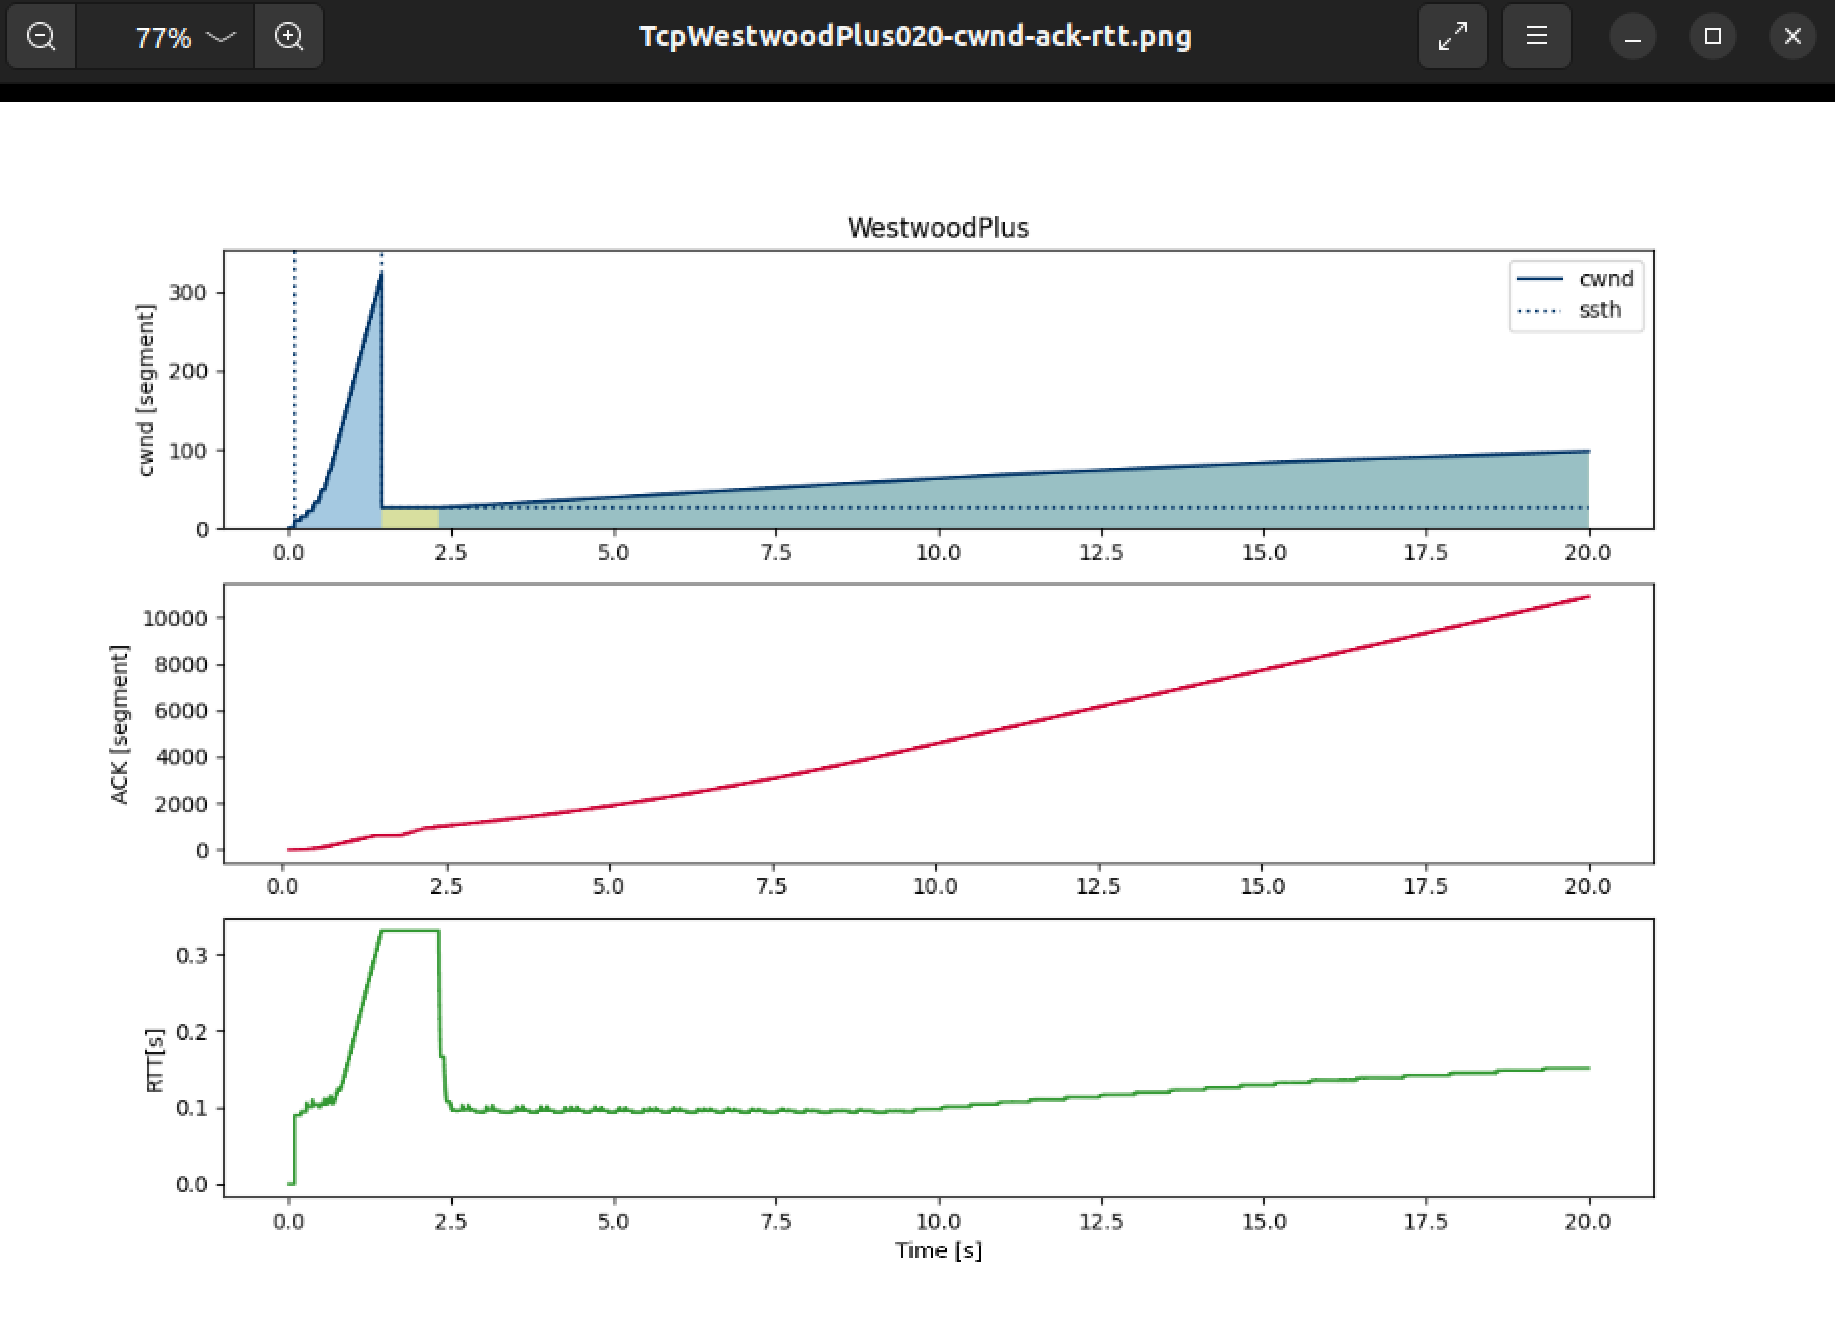 77%
TcpWestwoodPlus020-cwnd-ack-rtt.png
WestwoodPlus
cwnd [segment]
300
200
100
0
cwnd
ssth
0.0 2.5 5.0 7.5 10.0 12.5 15.0 17.5 20.0
ACK [segment]
10000
8000
6000
4000
2000
0
0.0 2.5 5.0 7.5 10.0 12.5 15.0 17.5 20.0
RTT[s]
0.3
0.2
0.1
0.0
0.0 2.5 5.0 7.5 10.0 12.5 15.0 17.5 20.0
Time [s]